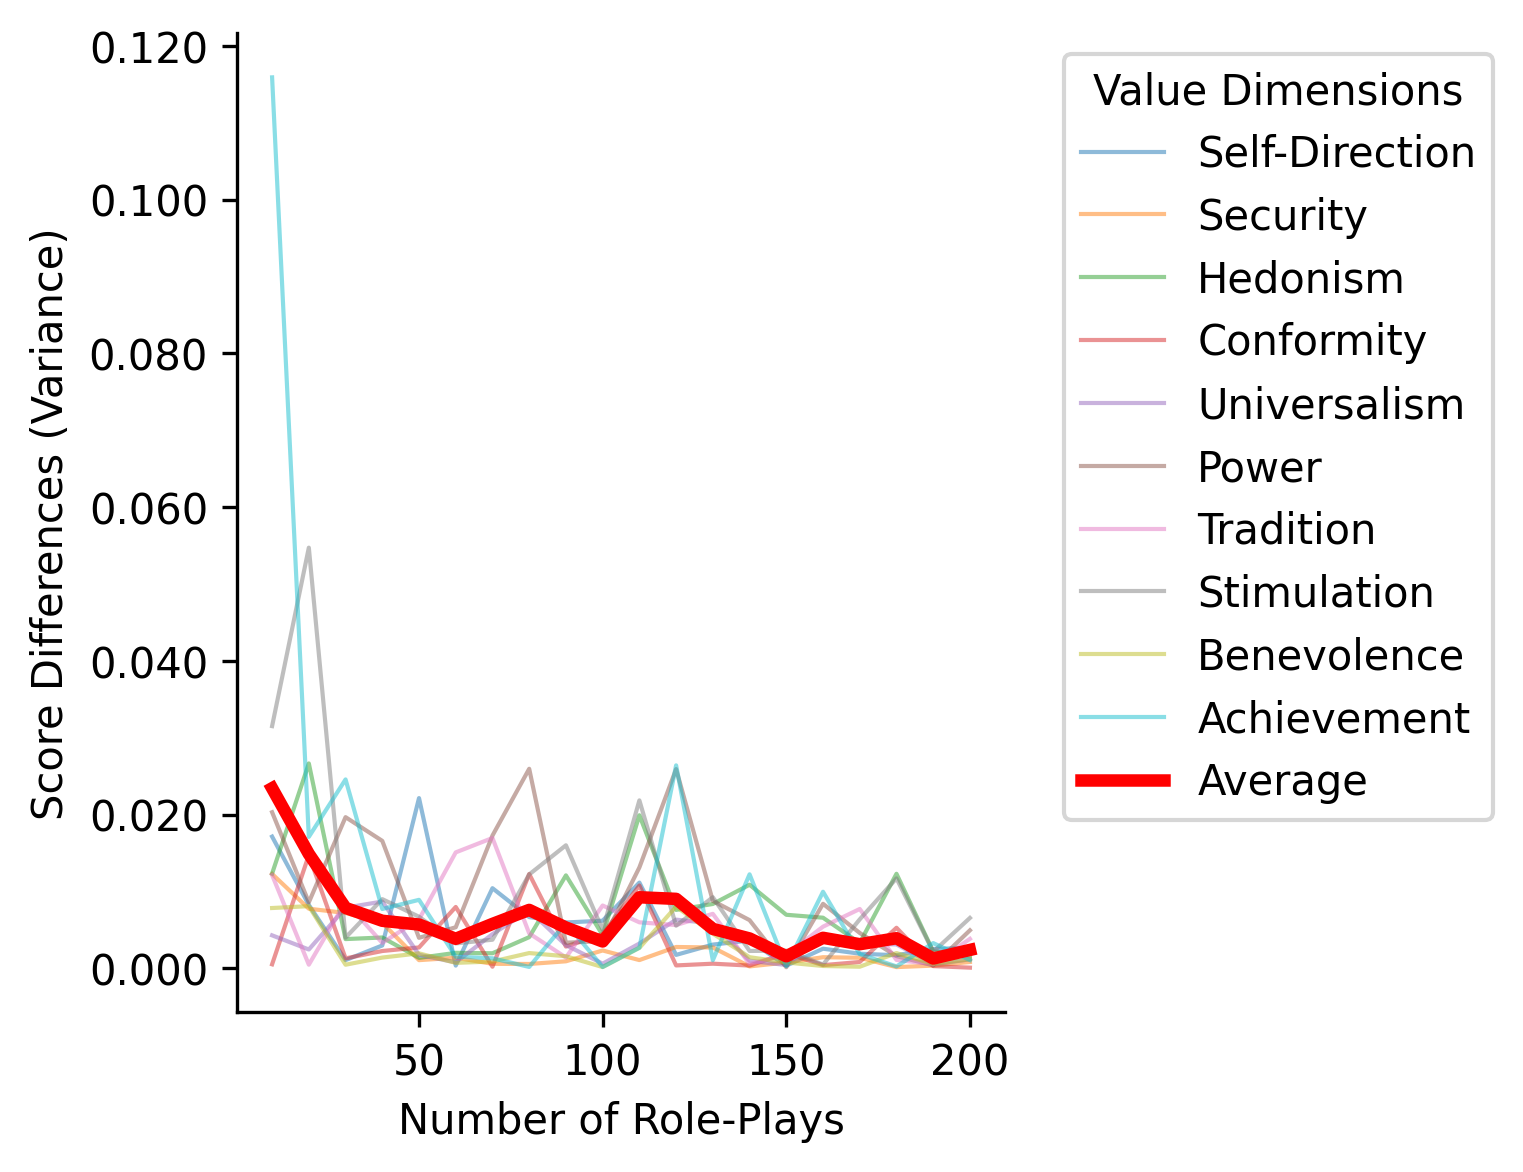 0.120
0.100
0.080
0.060
0.040
0.020
0.000
Score Differences (Variance)
50
100
150
200
Number of Role-Plays
Value Dimensions
Self-Direction
Security
Hedonism
Conformity
Universalism
Power
Tradition
Stimulation
Benevolence
Achievement
Average